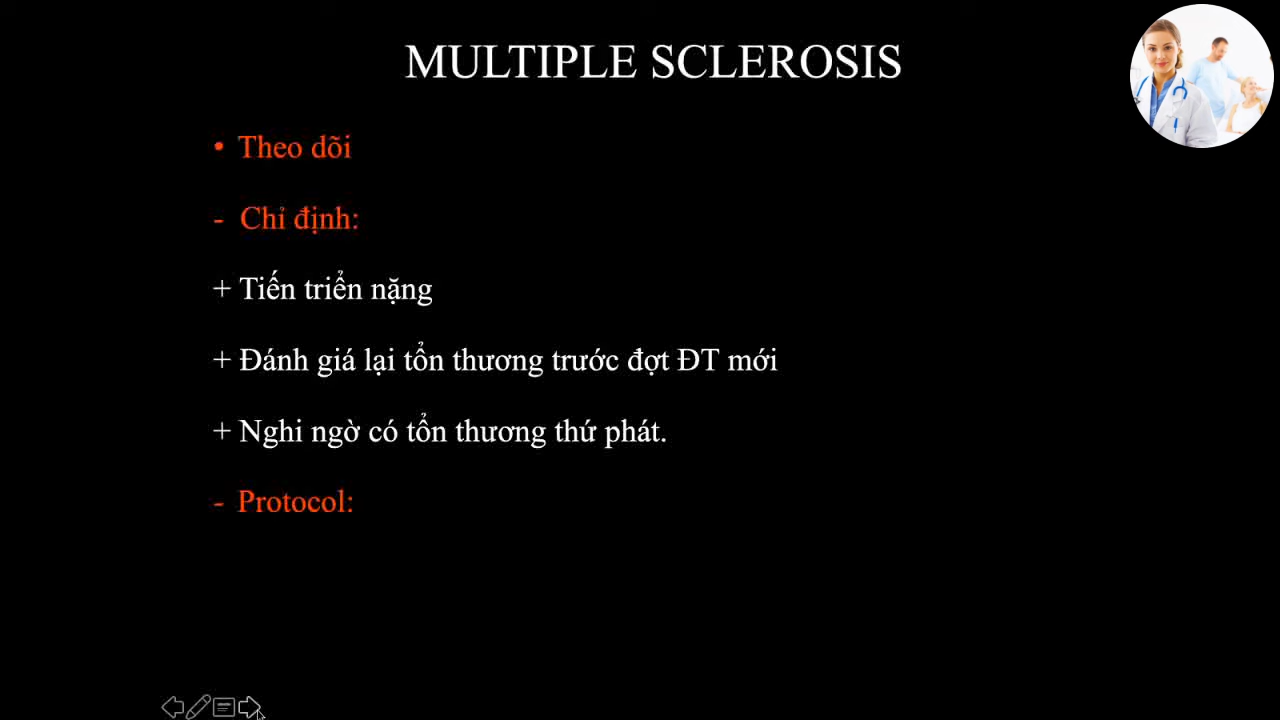 MULTIPLE SCLEROSIS
• Theo dõi
- Chỉ định:
+ Tiến triển nặng
+ Đánh giá lại tổn thương trước đợt ĐT mới
+ Nghi ngờ có tổn thương thứ phát.
- Protocol: